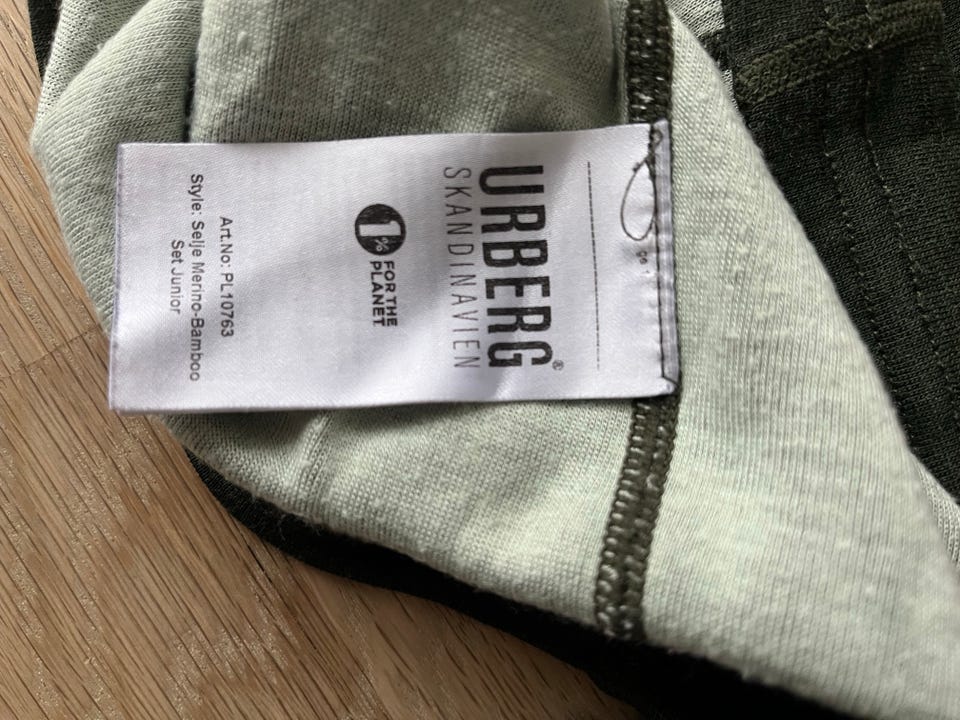 URBERG®
SKANDINAVIEN
1% FOR THE
PLANET
Art.No: PL10763
Style: Selje Merino-Bamboo
Set Junior